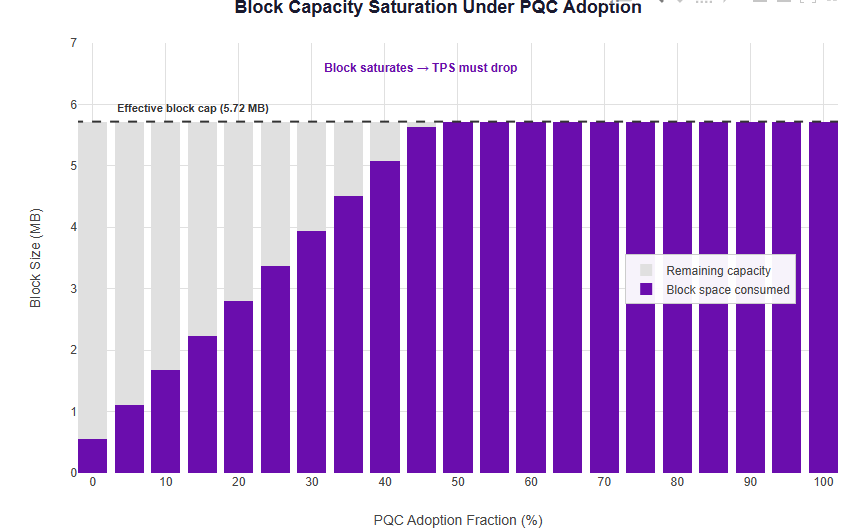 Block Capacity Saturation Under PQC Adoption
7
Block saturates → TPS must drop
6
Effective block cap (5.72 MB)
5
4
3
2
1
0
Block Size (MB)
Remaining capacity
Block space consumed
0 10 20 30 40 50 60 70 80 90 100
PQC Adoption Fraction (%)